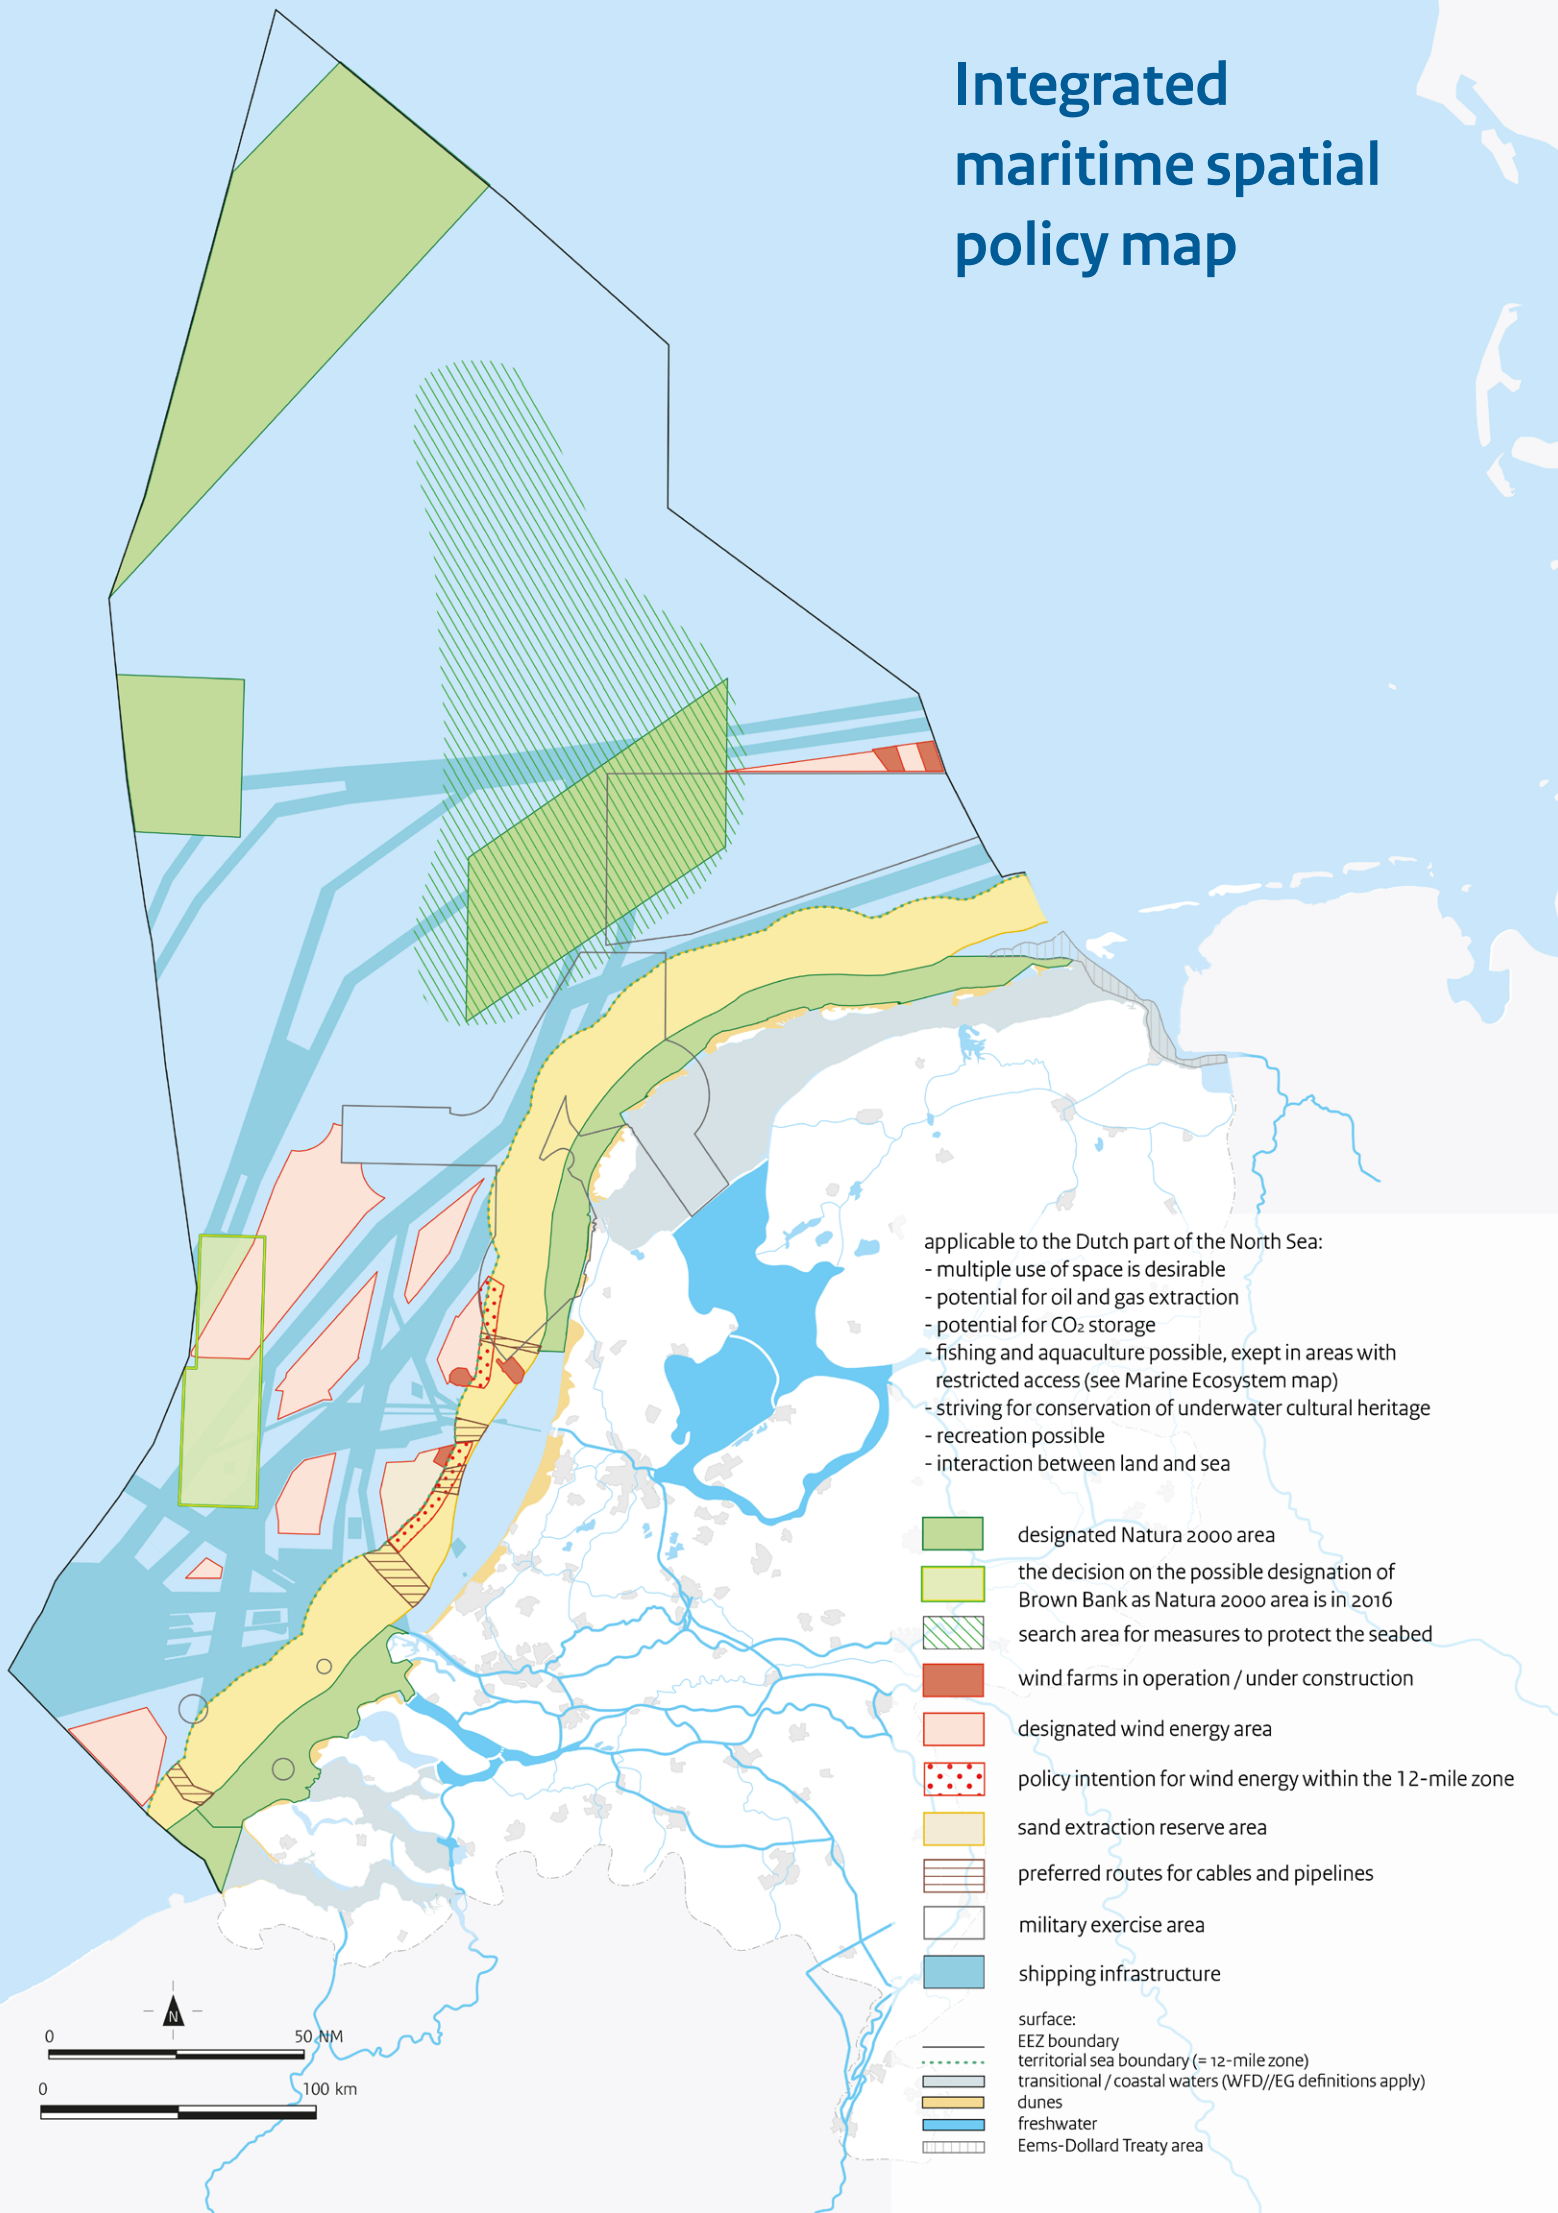 Integrated
maritime spatial
policy map
applicable to the Dutch part of the North Sea:
- multiple use of space is desirable
- potential for oil and gas extraction
- potential for CO₂ storage
- fishing and aquaculture possible, exept in areas with
restricted access (see Marine Ecosystem map)
- striving for conservation of underwater cultural heritage
- recreation possible
- interaction between land and sea
designated Natura 2000 area
the decision on the possible designation of
Brown Bank as Natura 2000 area is in 2016
search area for measures to protect the seabed
wind farms in operation / under construction
designated wind energy area
policy intention for wind energy within the 12-mile zone
sand extraction reserve area
preferred routes for cables and pipelines
military exercise area
shipping infrastructure
surface:
EEZ boundary
territorial sea boundary (= 12-mile zone)
transitional / coastal waters (WFD//EG definitions apply)
dunes
freshwater
Eems-Dollard Treaty area
N
0 50 NM
0 100 km